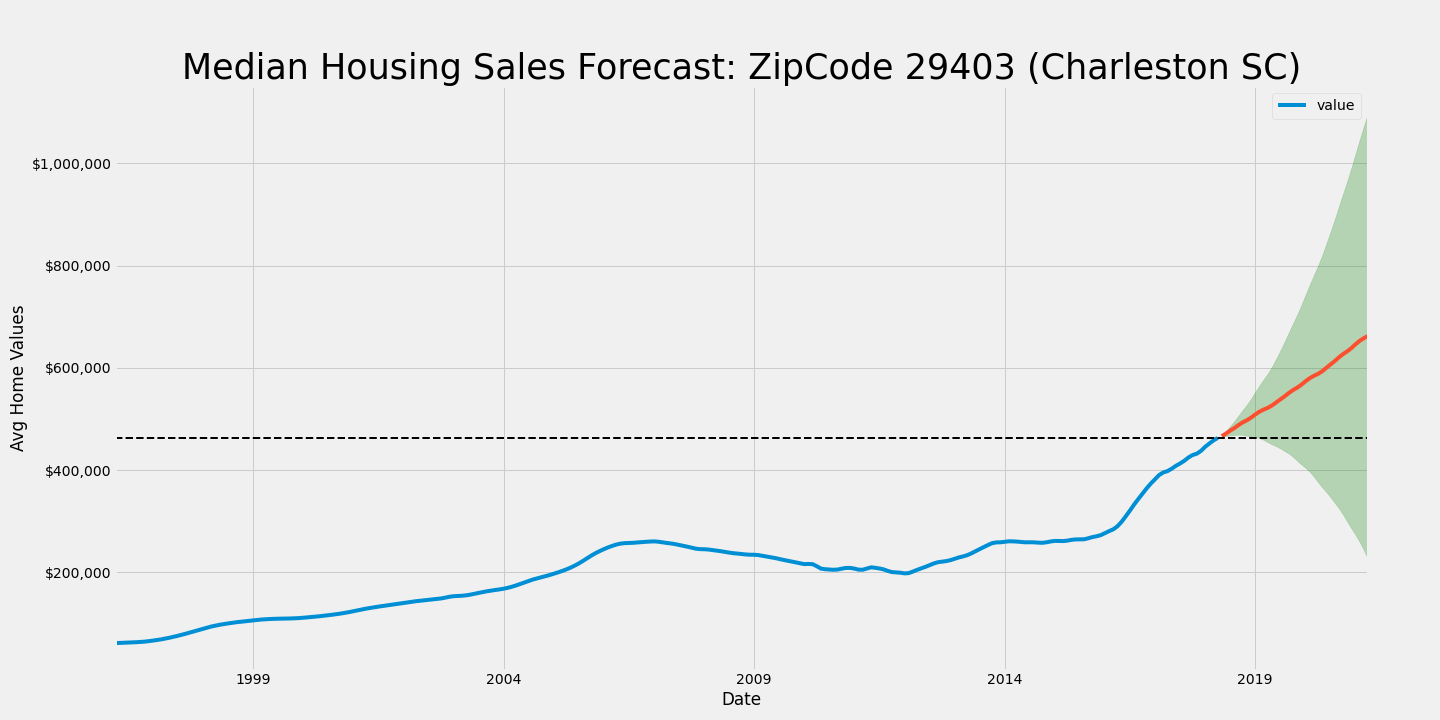 Median Housing Sales Forecast: ZipCode 29403 (Charleston SC)
value
$1,000,000
$800,000
$600,000
$400,000
$200,000
Avg Home Values
1999 2004 2009 2014 2019
Date